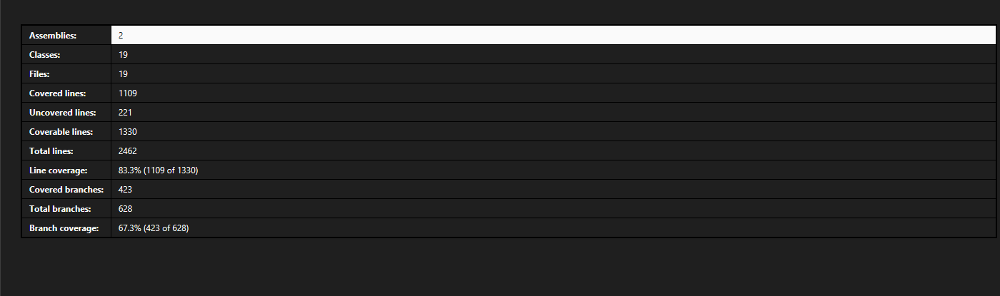 Assemblies: 2
Classes: 19
Files: 19
Covered lines: 1109
Uncovered lines: 221
Coverable lines: 1330
Total lines: 2462
Line coverage: 83.3% (1109 of 1330)
Covered branches: 423
Total branches: 628
Branch coverage: 67.3% (423 of 628)